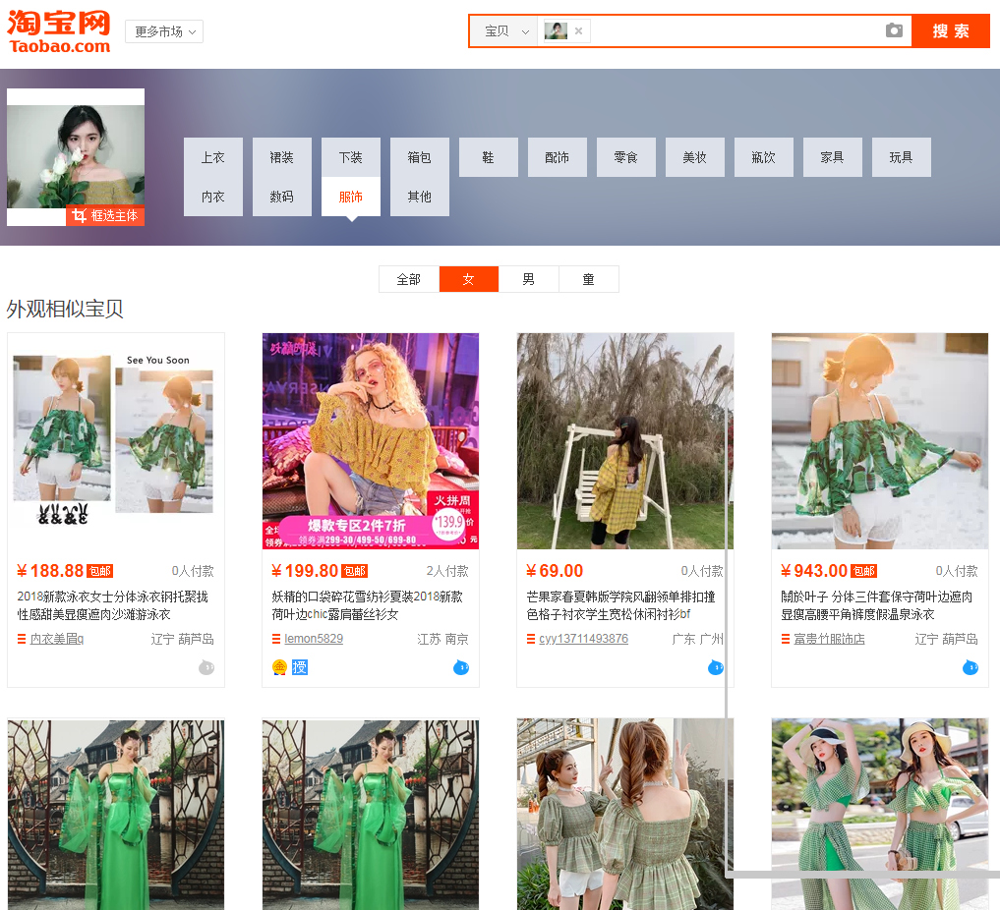 淘宝网
Taobao.com
更多市场
宝贝
搜 索
上衣 裙装 下装 箱包 鞋 配饰 零食 美妆 瓶饮 家具 玩具
内衣 数码 服饰 其他
框选主体
全部 女 男 童
外观相似宝贝
See You Soon
妖精的口袋
火拼周
¥139.9
爆款专区2件7折
领券满299-30/499-50/699-80
¥188.88 包邮 0人付款
2018新款泳衣女士分体泳衣钢托聚拢
性感甜美显瘦遮肉沙滩游泳衣
内衣美眉q 辽宁 葫芦岛
¥199.80 包邮 2人付款
妖精的口袋碎花雪纺衫夏装2018新款
荷叶边chic露肩蕾丝衫女
lemon5829 江苏 南京
金 授
¥69.00 0人付款
芒果家春夏韩版学院风翻领单排扣撞
色格子衬衣学生宽松休闲衬衫bf
cyy13711493876 广东 广州
¥943.00 包邮 0人付款
關於叶子 分体三件套保守荷叶边遮肉
显瘦高腰平角裤度假温泉泳衣
富贵竹服饰店 辽宁 葫芦岛